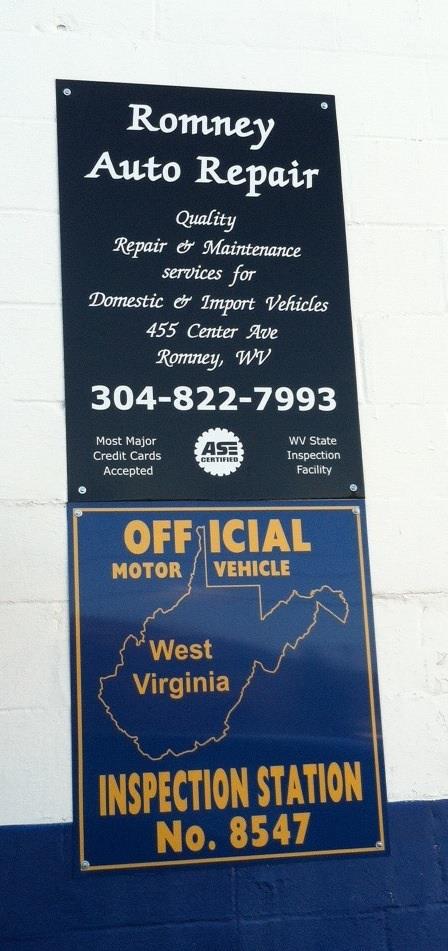 Romney
Auto Repair
Quality
Repair & Maintenance
services for
Domestic & Import Vehicles
455 Center Ave
Romney, WV
304-822-7993
Most Major
Credit Cards
Accepted
ASE
CERTIFIED
WV State
Inspection
Facility
OFFICIAL
MOTOR VEHICLE
West
Virginia
INSPECTION STATION
No. 8547